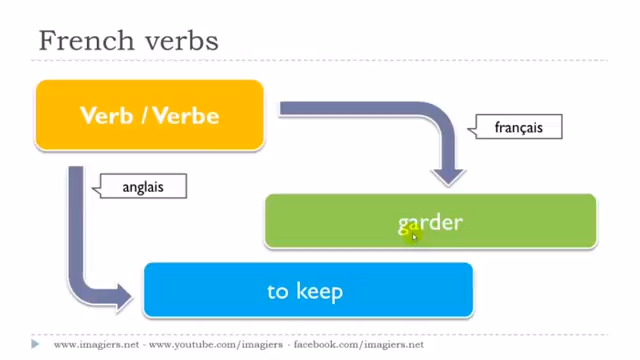 French verbs
Verb / Verbe
français
anglais
garder
to keep
www.imagiers.net - www.youtube.com/imagiers - facebook.com/imagiers.net